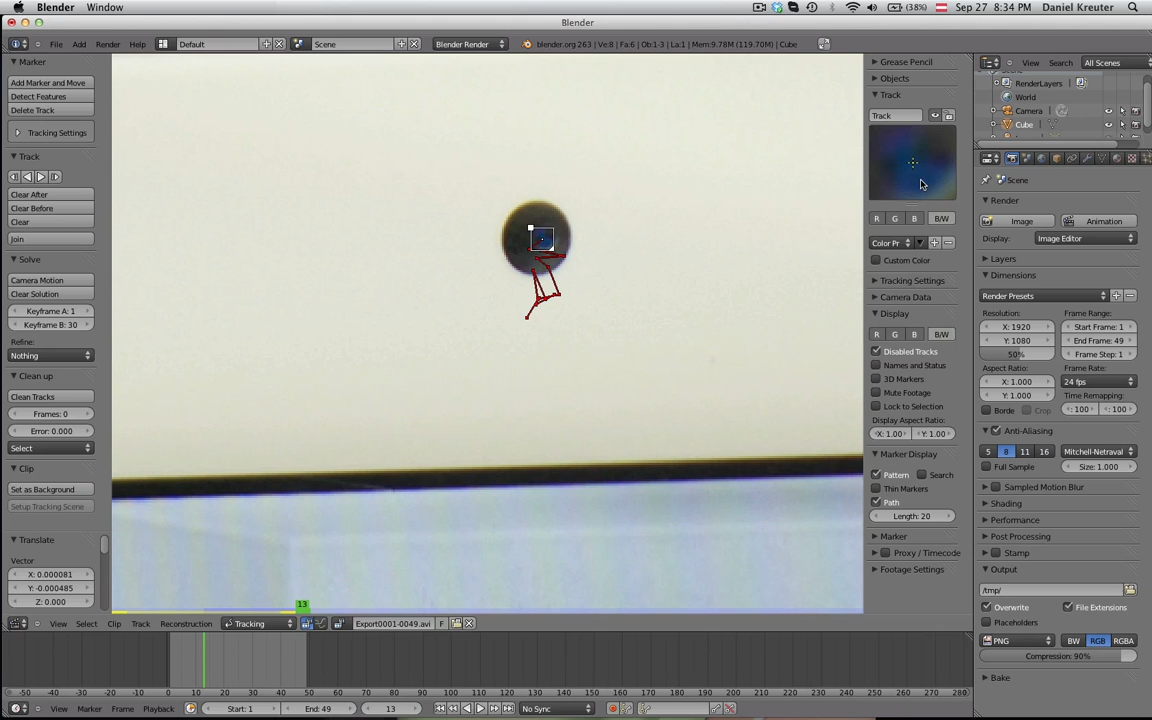 Blender Window (38%) Sep 27 8:34 PM Daniel Kreuter
Blender
File Add Render Help Default Scene Blender Render blender.org 263 | Ve:8 | Fa:6 | Ob:1-3 | La:1 | Mem:9.78M (119.70M) | Cube
View Search All Scenes
RenderLayers
World
Camera
Cube
Marker
Add Marker and Move
Detect Features
Delete Track
Tracking Settings
Track
Clear After
Clear Before
Clear
Join
Solve
Camera Motion
Clear Solution
Keyframe A: 1
Keyframe B: 30
Refine:
Nothing
Clean up
Clean Tracks
Frames: 0
Error: 0.000
Select
Clip
Set as Background
Setup Tracking Scene
Translate
Vector
X: 0.000081
Y: -0.000485
Z: 0.000
13
Grease Pencil
Objects
Track
Track
R G B B/W
Color Pr
Custom Color
Tracking Settings
Camera Data
Display
R G B B/W
Disabled Tracks
Names and Status
3D Markers
Mute Footage
Lock to Selection
Display Aspect Ratio:
X: 1.00 Y: 1.00
Marker Display
Pattern Search
Thin Markers
Path
Length: 20
Marker
Proxy / Timecode
Footage Settings
Scene
Render
Image Animation
Display: Image Editor
Layers
Dimensions
Render Presets
Resolution: Frame Range:
X: 1920 Start Frame: 1
Y: 1080 End Frame: 49
50% Frame Step: 1
Aspect Ratio: Frame Rate:
X: 1.000 24 fps
Y: 1.000 Time Remapping:
Borde Crop : 100 : 100
Anti-Aliasing
5 8 11 16 Mitchell-Netraval
Full Sample Size: 1.000
Sampled Motion Blur
Shading
Performance
Post Processing
Stamp
Output
/tmp/
Overwrite File Extensions
Placeholders
PNG BW RGB RGBA
Compression: 90%
Bake
View Select Clip Track Reconstruction Tracking Export0001-0049.avi F
-50 -40 -30 -20 -10 0 10 20 30 40 50 60 70 80 90 100 110 120 130 140 150 160 170 180 190 200 210 220 230 240 250 260 270 280
View Marker Frame Playback Start: 1 End: 49 13 No Sync